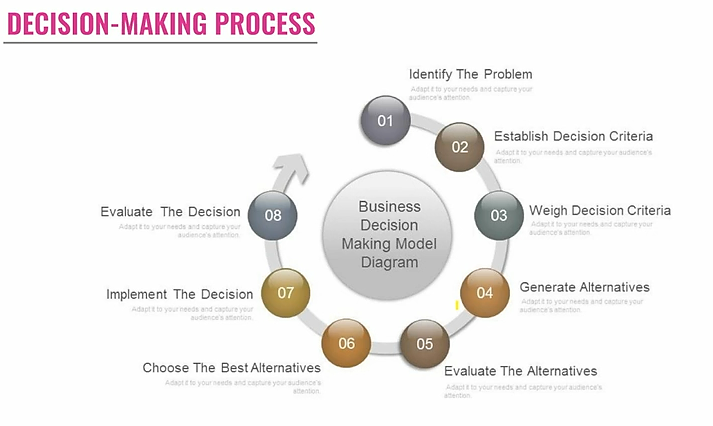 DECISION-MAKING PROCESS
01
Identify The Problem
Adapt it to your needs and capture your
audience's attention.
02
Establish Decision Criteria
Adapt it to your needs and capture your audience's
attention.
03
Weigh Decision Criteria
Adapt it to your needs and capture your
audience's attention.
04
Generate Alternatives
Adapt it to your needs and capture your
audience's attention.
05
Evaluate The Alternatives
Adapt it to your needs and capture your audience's
attention.
06
Choose The Best Alternatives
Adapt it to your needs and capture your audience's
attention.
07
Implement The Decision
Adapt it to your needs and capture your
audience's attention.
08
Evaluate The Decision
Adapt it to your needs and capture your
audience's attention.
Business
Decision
Making Model
Diagram